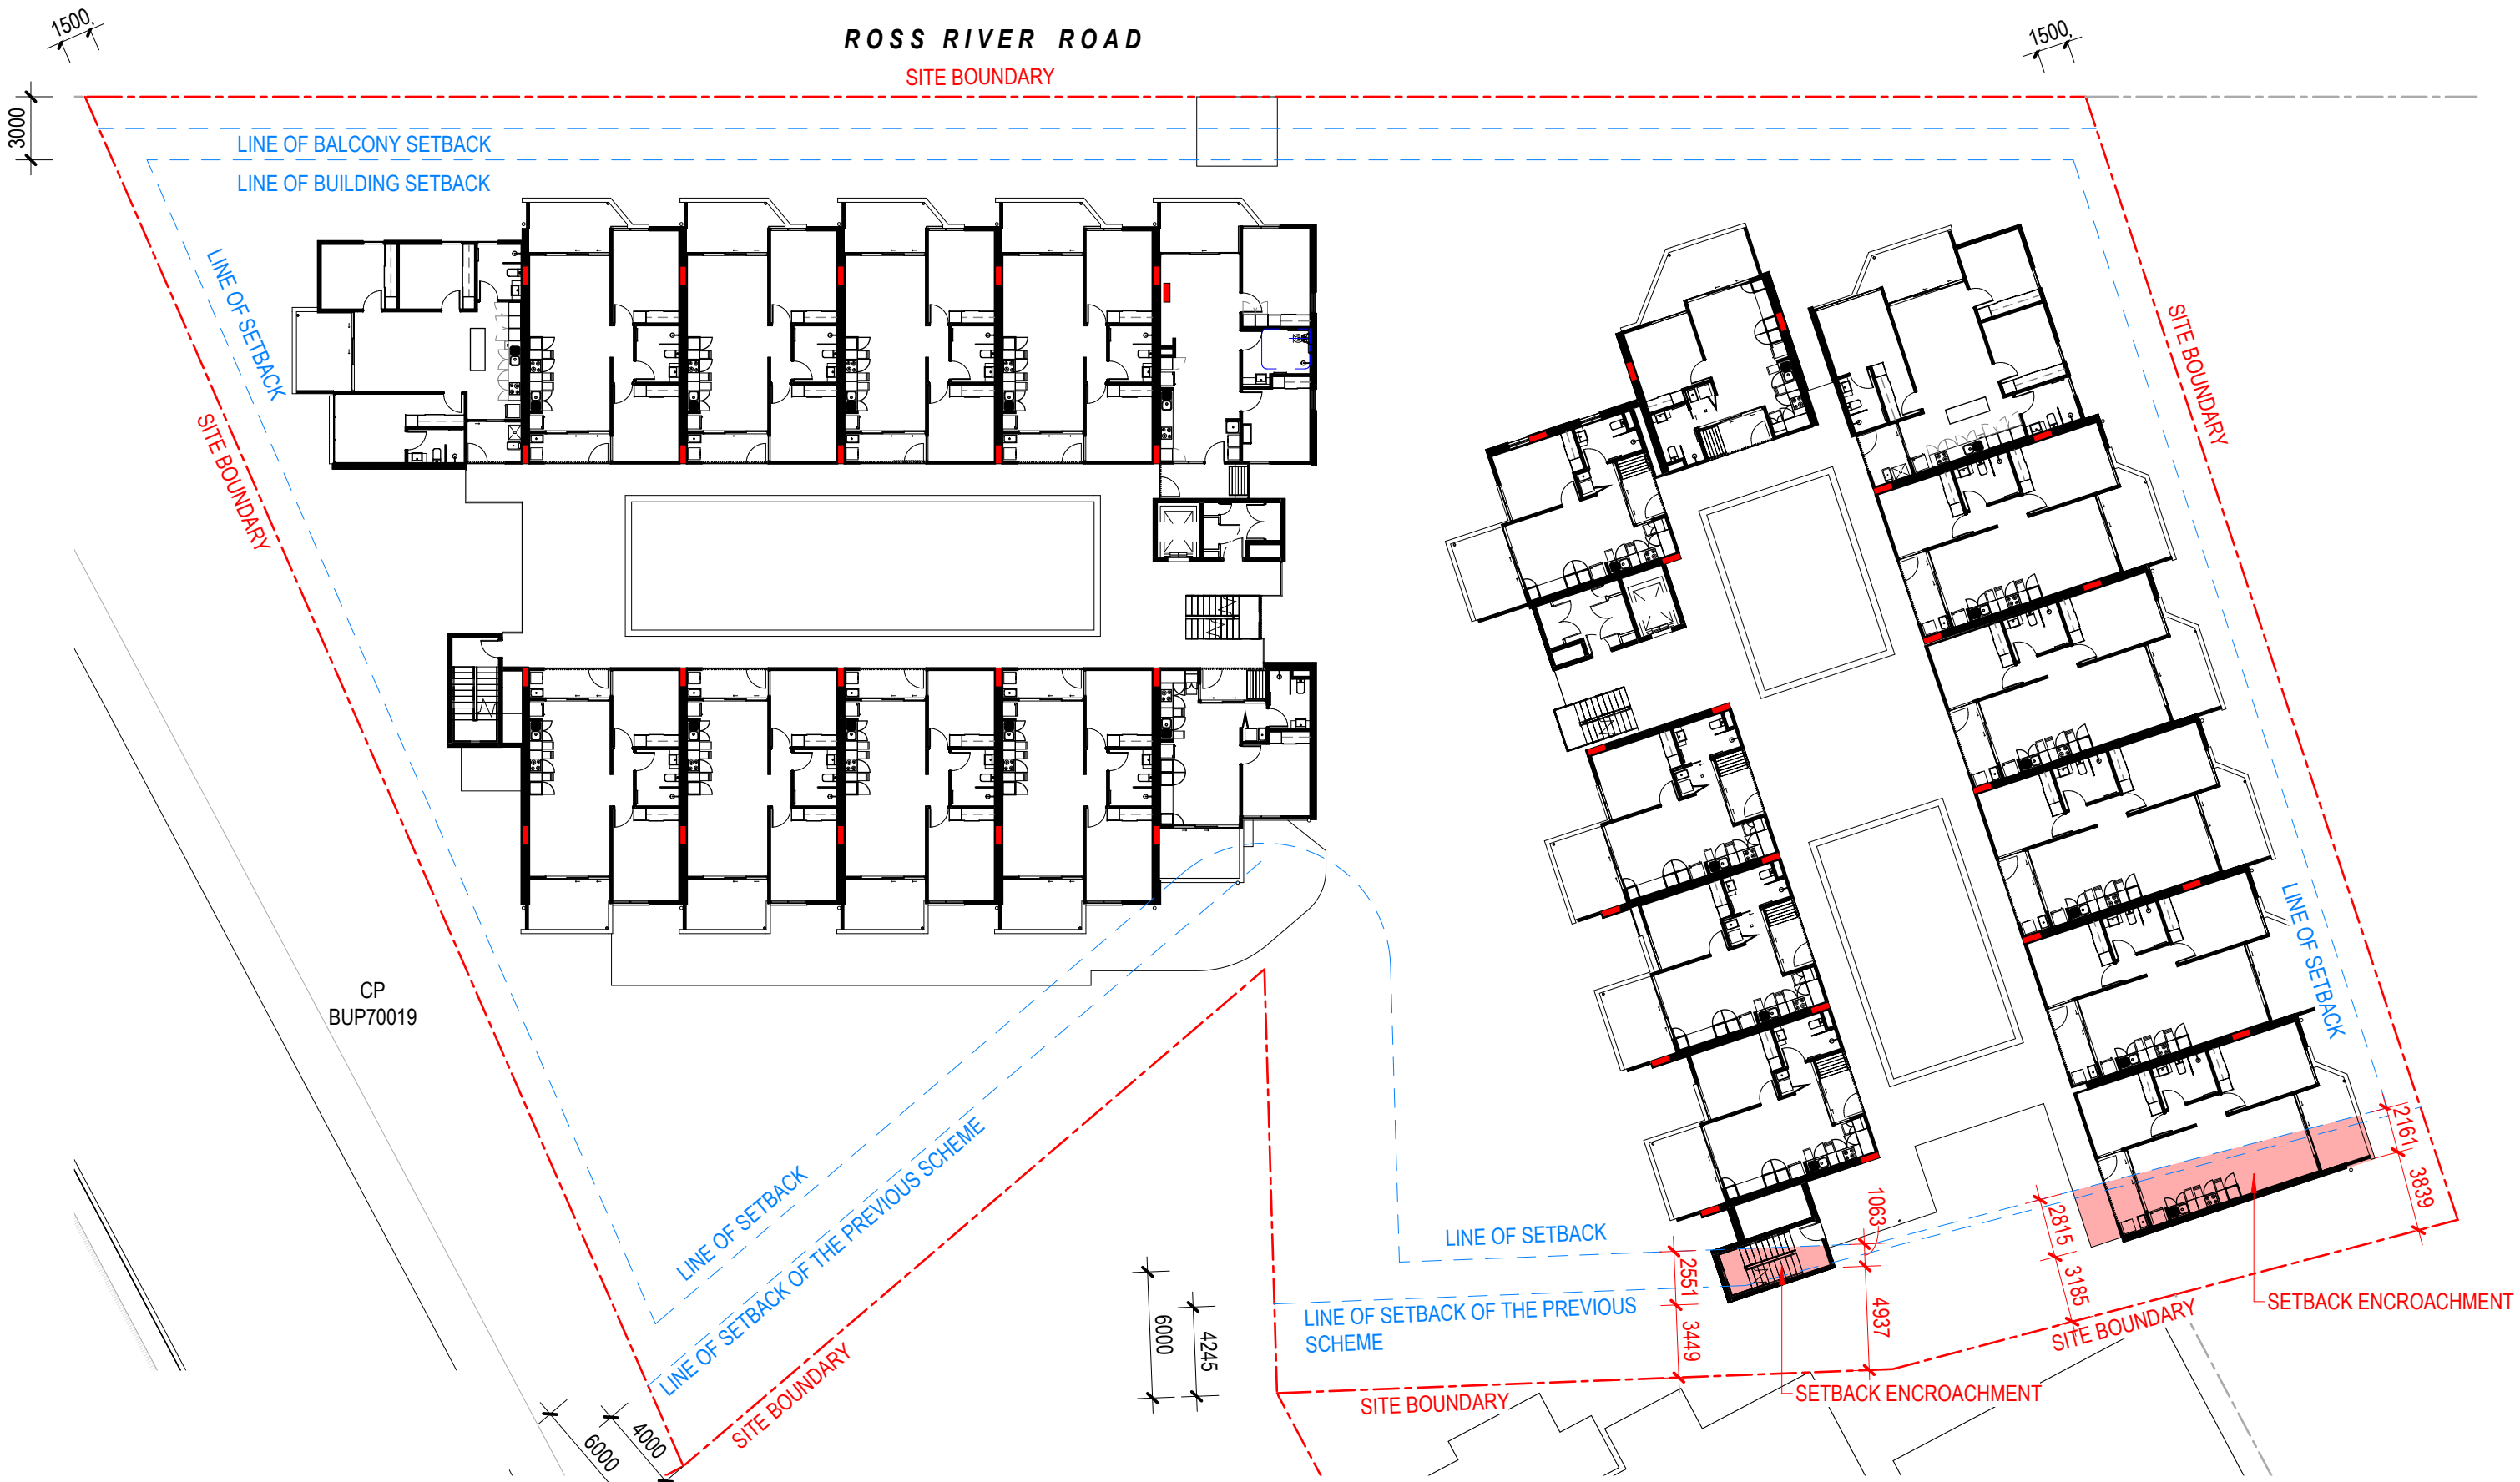 1500
ROSS RIVER ROAD
1500
SITE BOUNDARY
3000
LINE OF BALCONY SETBACK
LINE OF BUILDING SETBACK
LINE OF SETBACK
SITE BOUNDARY
SITE BOUNDARY
LINE OF SETBACK
CP
BUP70019
2161
3839
LINE OF SETBACK
LINE OF SETBACK OF THE PREVIOUS SCHEME
SITE BOUNDARY
LINE OF SETBACK
1063
2815
2551
3185
4937
LINE OF SETBACK OF THE PREVIOUS
SCHEME
SETBACK ENCROACHMENT
SITE BOUNDARY
6000
4245
3449
SETBACK ENCROACHMENT
SITE BOUNDARY
4000
6000